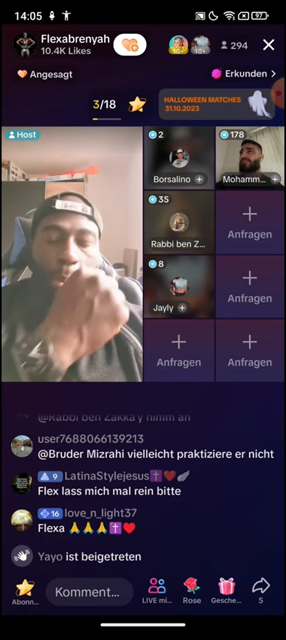 14:05
97
Flexabrenyah
10.4K Likes
294
Angesagt
Erkunden >
3/18
HALLOWEEN MATCHES
31.10.2023
Host
2
Borsalino
178
Mohamm...
35
Rabbi ben Z...
Anfragen
8
Jayly
Anfragen
Anfragen
Anfragen
@Rabbi ben Zakka'y nimm an
user7688066139213
@Bruder Mizrahi vielleicht praktiziere er nicht
9 LatinaStylejesus✝️❤️🪽
Flex lass mich mal rein bitte
16 love_n_light37
Flexa 🙏🙏🙏✝️❤️
Yayo ist beigetreten
Abonn...
Kommentar...
LIVE mi...
Rose
Gesche...
5